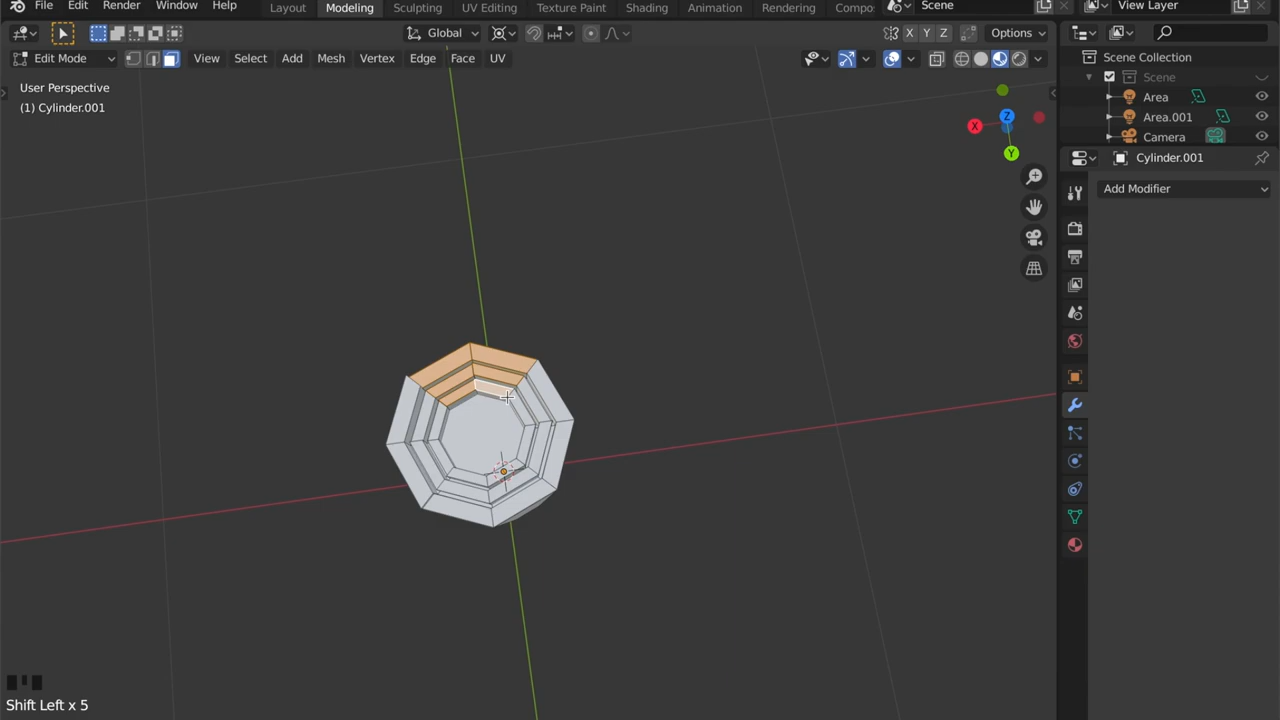 File Edit Render Window Help Layout Modeling Sculpting UV Editing Texture Paint Shading Animation Rendering Compo Scene View Layer
Global X Y Z Options
Edit Mode View Select Add Mesh Vertex Edge Face UV
Scene Collection
User Perspective
(1) Cylinder.001
Scene
Area
Area.001
Camera
Z
X
Y
Cylinder.001
Add Modifier
Shift Left x 5